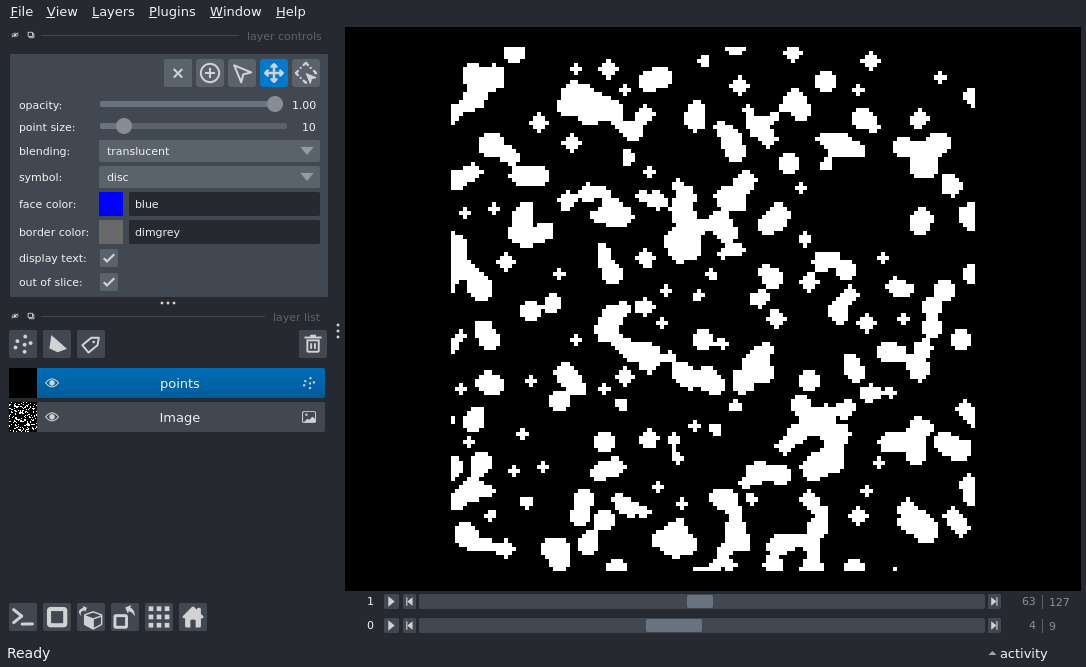 File View Layers Plugins Window Help
layer controls
opacity: 1.00
point size: 10
blending: translucent
symbol: disc
face color: blue
border color: dimgrey
display text:
out of slice:
layer list
points
Image
1 63 127
0 4 9
Ready activity